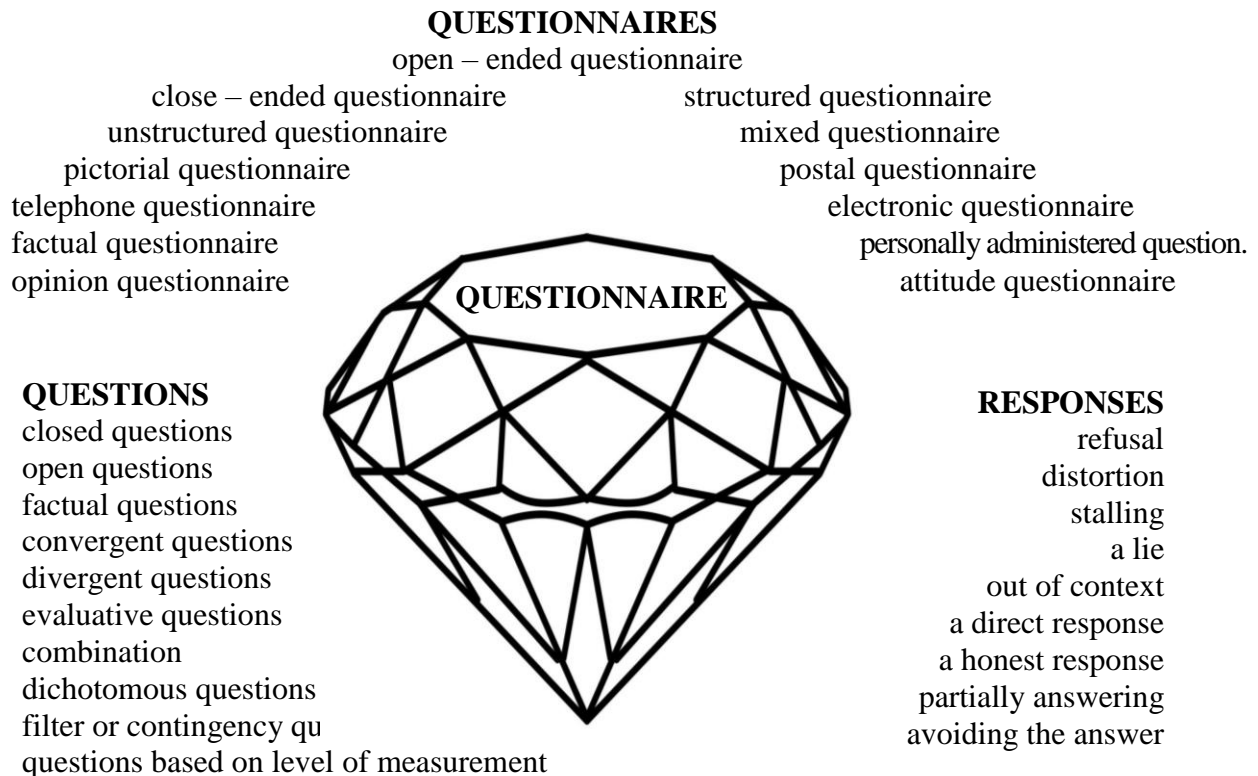 QUESTIONNAIRES
open – ended questionnaire
close – ended questionnaire structured questionnaire
unstructured questionnaire mixed questionnaire
pictorial questionnaire postal questionnaire
telephone questionnaire electronic questionnaire
factual questionnaire personally administered question.
opinion questionnaire attitude questionnaire
QUESTIONNAIRE
QUESTIONS
closed questions
open questions
factual questions
convergent questions
divergent questions
evaluative questions
combination
dichotomous questions
filter or contingency qu
questions based on level of measurement
RESPONSES
refusal
distortion
stalling
a lie
out of context
a direct response
a honest response
partially answering
avoiding the answer